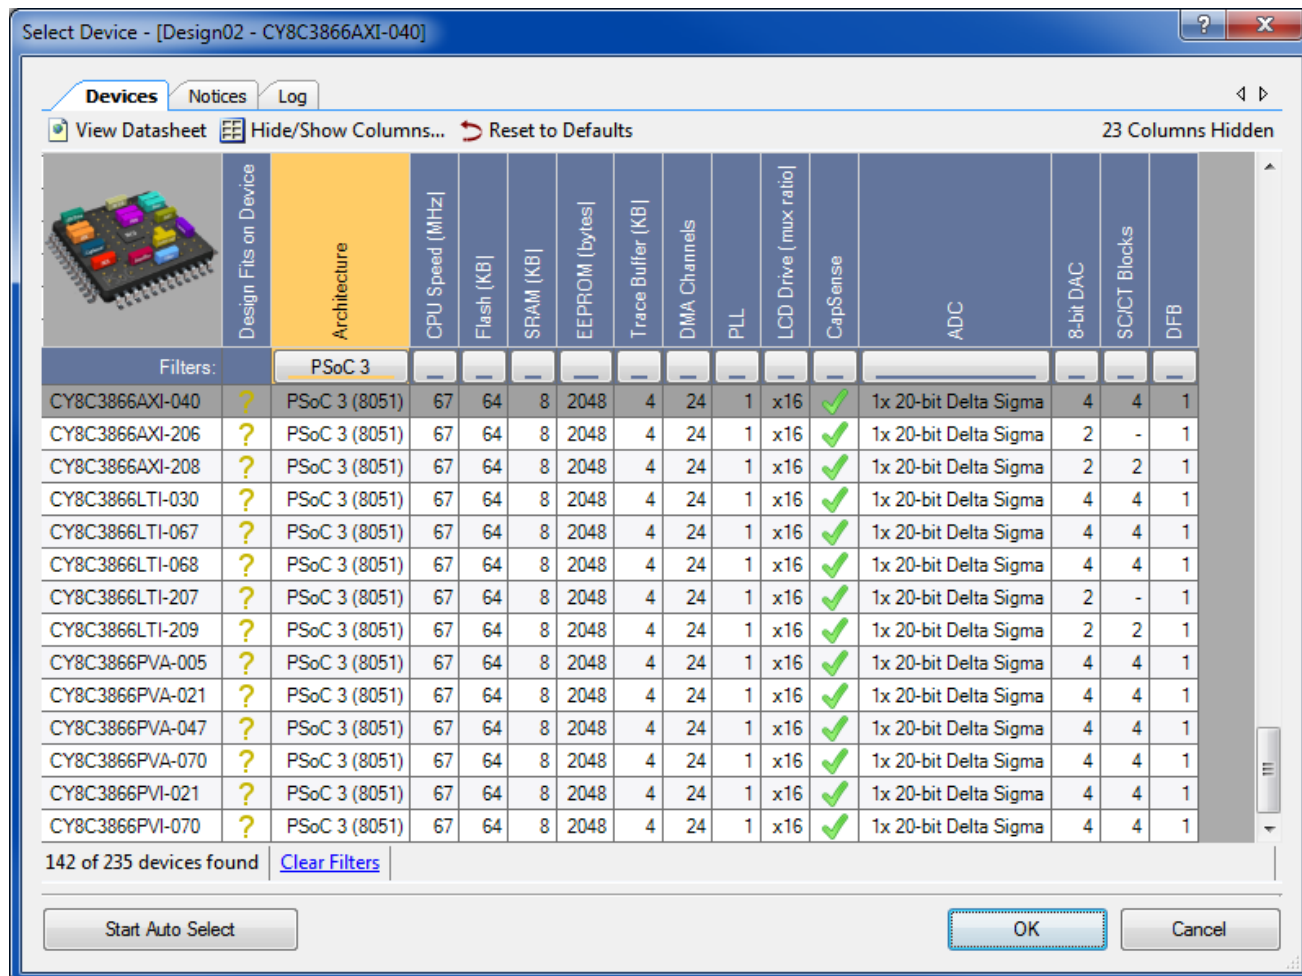 Select Device - [Design02 - CY8C3866AXI-040]
Devices Notices Log
View Datasheet Hide/Show Columns... Reset to Defaults 23 Columns Hidden
Design Fits on Device
Architecture
CPU Speed (MHz)
Flash (KB)
SRAM (KB)
EEPROM (bytes)
Trace Buffer (KB)
DMA Channels
PLL
LCD Drive (mux ratio)
CapSense
ADC
8-bit DAC
SC/CT Blocks
DFB
Filters: PSoC 3
CY8C3866AXI-040 ? PSoC 3 (8051) 67 64 8 2048 4 24 1 x16 1x 20-bit Delta Sigma 4 4 1
CY8C3866AXI-206 ? PSoC 3 (8051) 67 64 8 2048 4 24 1 x16 1x 20-bit Delta Sigma 2 - 1
CY8C3866AXI-208 ? PSoC 3 (8051) 67 64 8 2048 4 24 1 x16 1x 20-bit Delta Sigma 2 2 1
CY8C3866LTI-030 ? PSoC 3 (8051) 67 64 8 2048 4 24 1 x16 1x 20-bit Delta Sigma 4 4 1
CY8C3866LTI-067 ? PSoC 3 (8051) 67 64 8 2048 4 24 1 x16 1x 20-bit Delta Sigma 4 4 1
CY8C3866LTI-068 ? PSoC 3 (8051) 67 64 8 2048 4 24 1 x16 1x 20-bit Delta Sigma 4 4 1
CY8C3866LTI-207 ? PSoC 3 (8051) 67 64 8 2048 4 24 1 x16 1x 20-bit Delta Sigma 2 - 1
CY8C3866LTI-209 ? PSoC 3 (8051) 67 64 8 2048 4 24 1 x16 1x 20-bit Delta Sigma 2 2 1
CY8C3866PVA-005 ? PSoC 3 (8051) 67 64 8 2048 4 24 1 x16 1x 20-bit Delta Sigma 4 4 1
CY8C3866PVA-021 ? PSoC 3 (8051) 67 64 8 2048 4 24 1 x16 1x 20-bit Delta Sigma 4 4 1
CY8C3866PVA-047 ? PSoC 3 (8051) 67 64 8 2048 4 24 1 x16 1x 20-bit Delta Sigma 4 4 1
CY8C3866PVA-070 ? PSoC 3 (8051) 67 64 8 2048 4 24 1 x16 1x 20-bit Delta Sigma 4 4 1
CY8C3866PVI-021 ? PSoC 3 (8051) 67 64 8 2048 4 24 1 x16 1x 20-bit Delta Sigma 4 4 1
CY8C3866PVI-070 ? PSoC 3 (8051) 67 64 8 2048 4 24 1 x16 1x 20-bit Delta Sigma 4 4 1
142 of 235 devices found Clear Filters
Start Auto Select OK Cancel